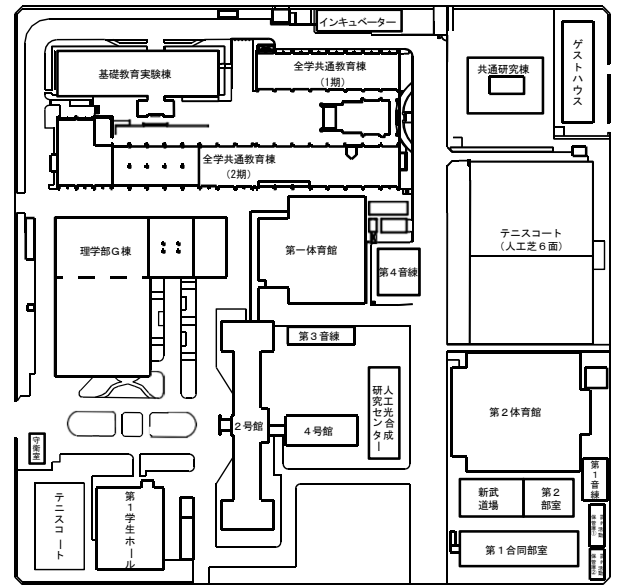 インキュベーター
基礎教育実験棟
全学共通教育棟
（1期）
共通研究棟
ゲストハウス
全学共通教育棟
（2期）
理学部G棟
第一体育館
第4音練
テニスコート
（人工芝6面）
第3音練
人工光合成
研究センター
2号館
4号館
第2体育館
守衛室
第1音練
テニスコート
第1学生ホール
新武
道場
第2
部室
第1合同部室